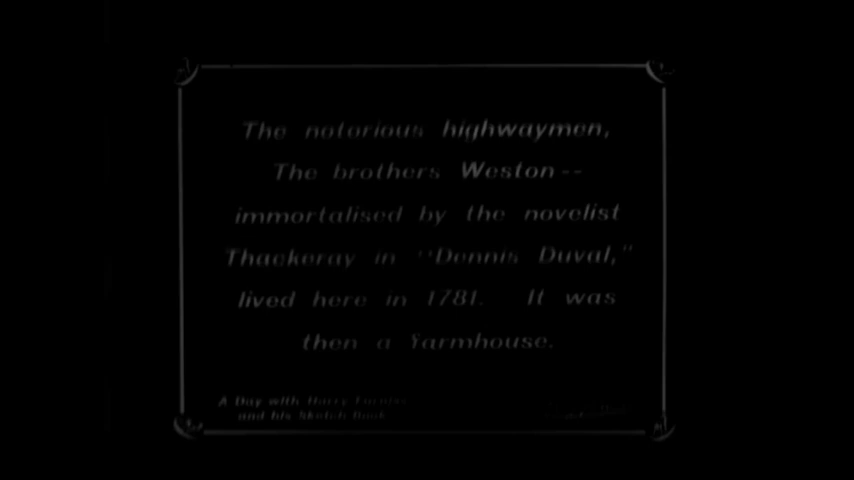 The notorious highwaymen,
The brothers Weston--
immortalised by the novelist
Thackeray in "Dennis Duval,"
lived here in 1781. It was
then a farmhouse.
A Day with Harry Furniss
and his Sketch Book